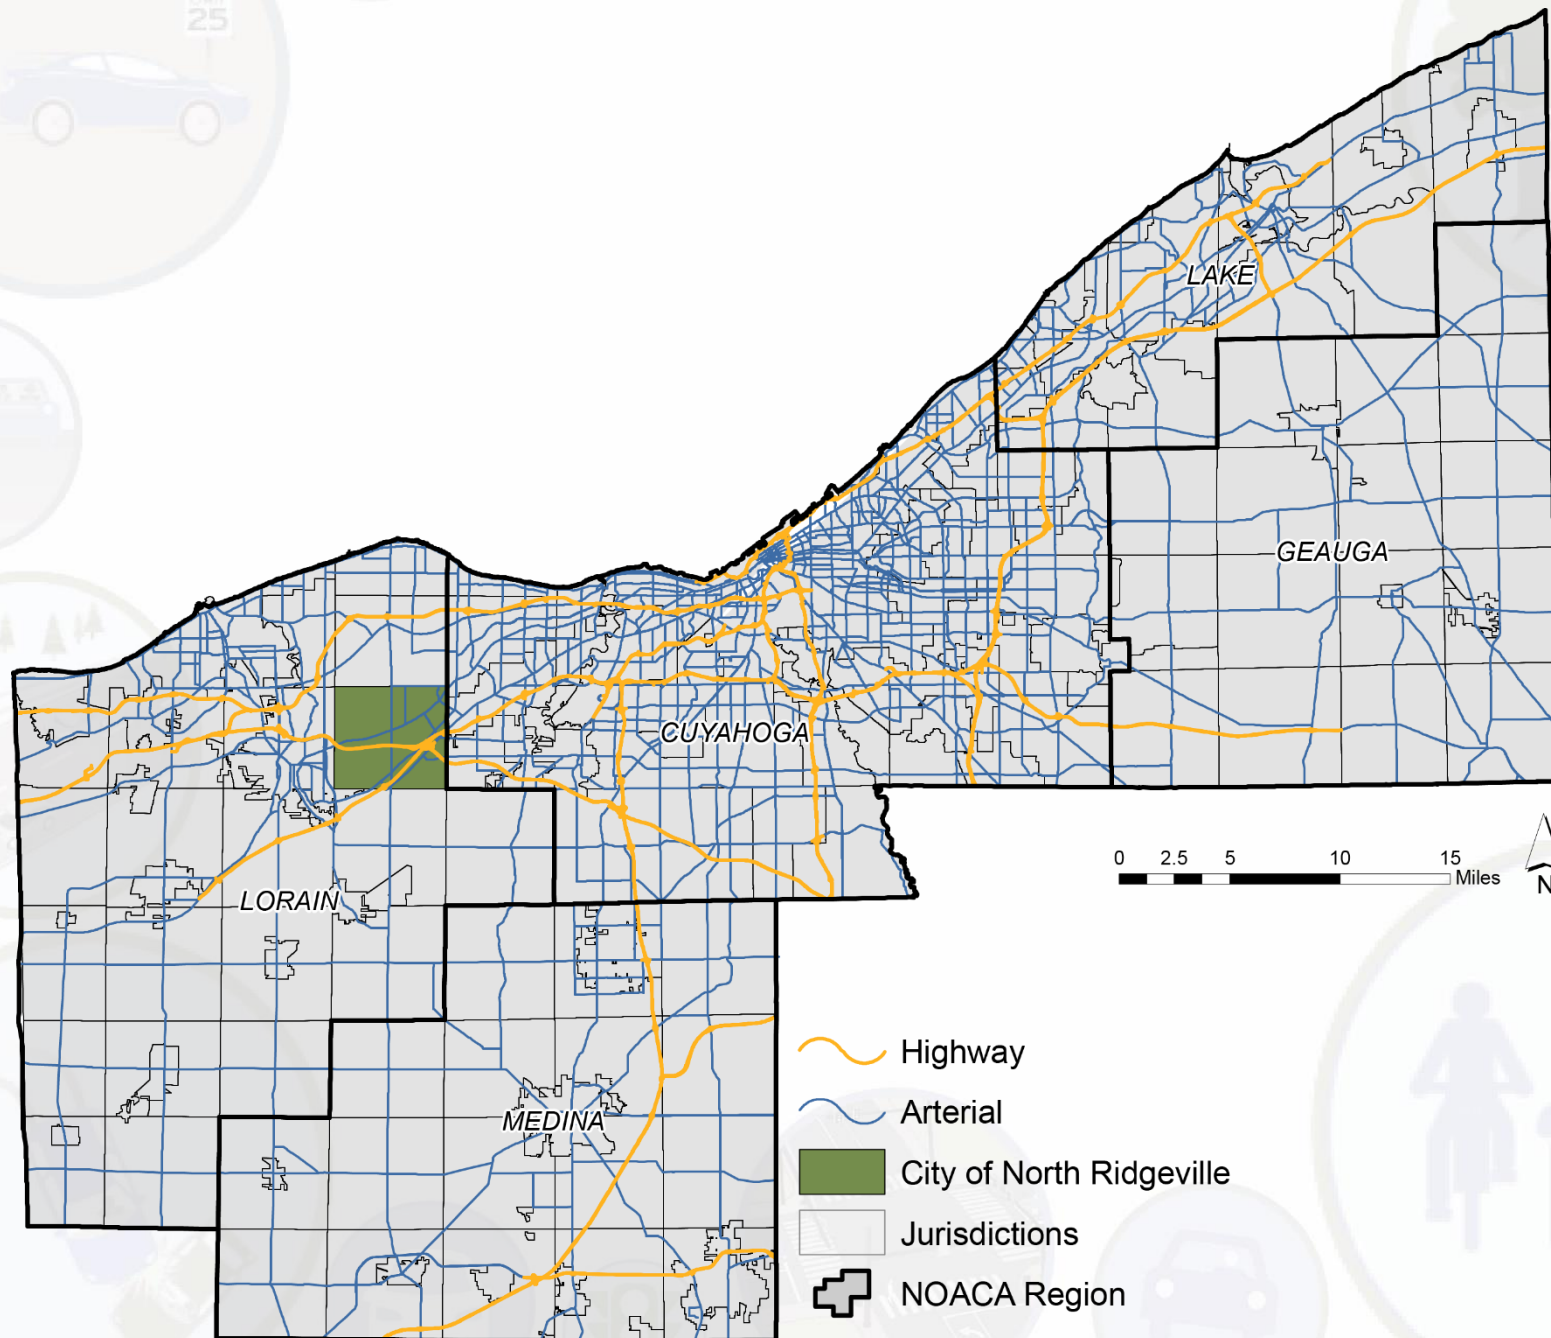 25
LAKE
GEAUGA
CUYAHOGA
LORAIN
MEDINA
0 2.5 5 10 15
Miles
N
Highway
Arterial
City of North Ridgeville
Jurisdictions
NOACA Region